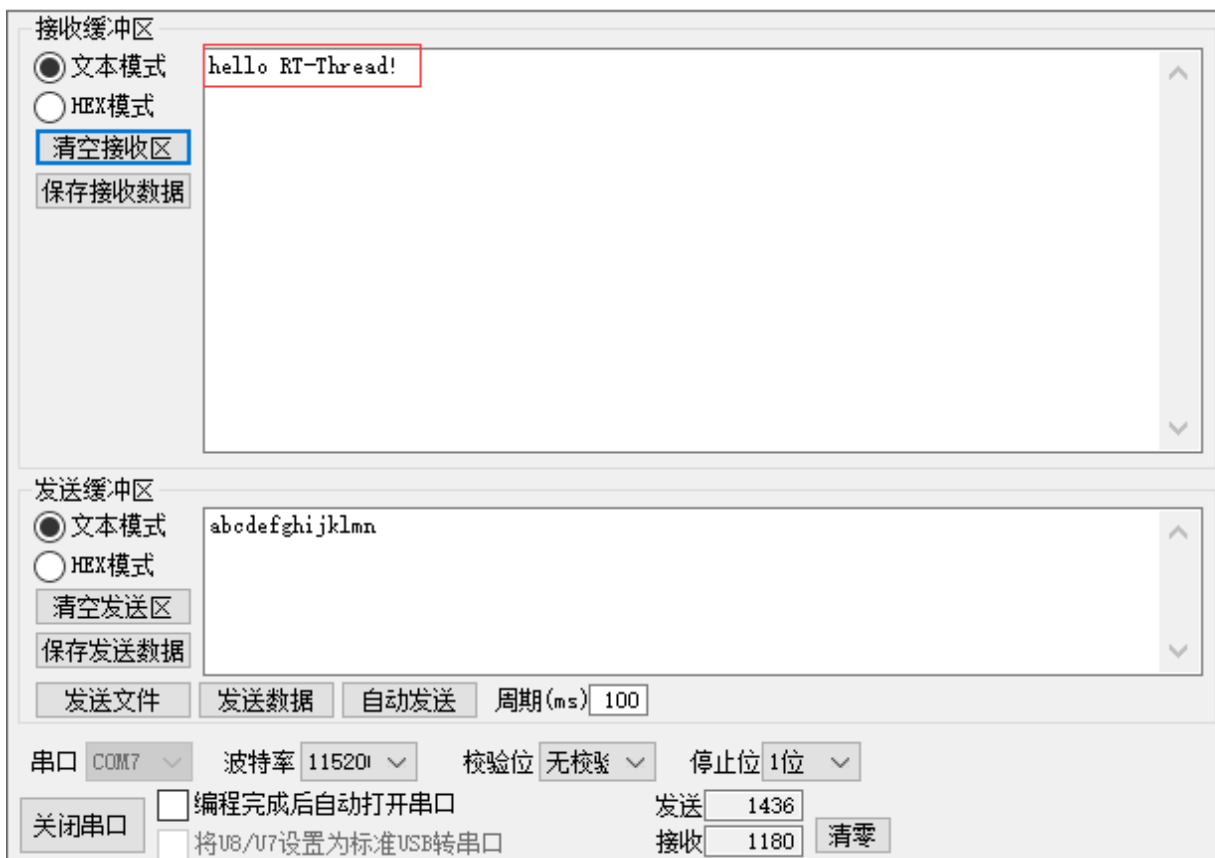 接收缓冲区
文本模式
HEX模式
清空接收区
保存接收数据
hello RT-Thread!
发送缓冲区
文本模式
HEX模式
清空发送区
保存发送数据
abcdefghijklmn
发送文件 发送数据 自动发送 周期(ms) 100
串口 COM7 波特率 11520 校验位 无校验 停止位 1位
关闭串口
编程完成后自动打开串口
将U8/U7设置为标准USB转串口
发送 1436
接收 1180
清零